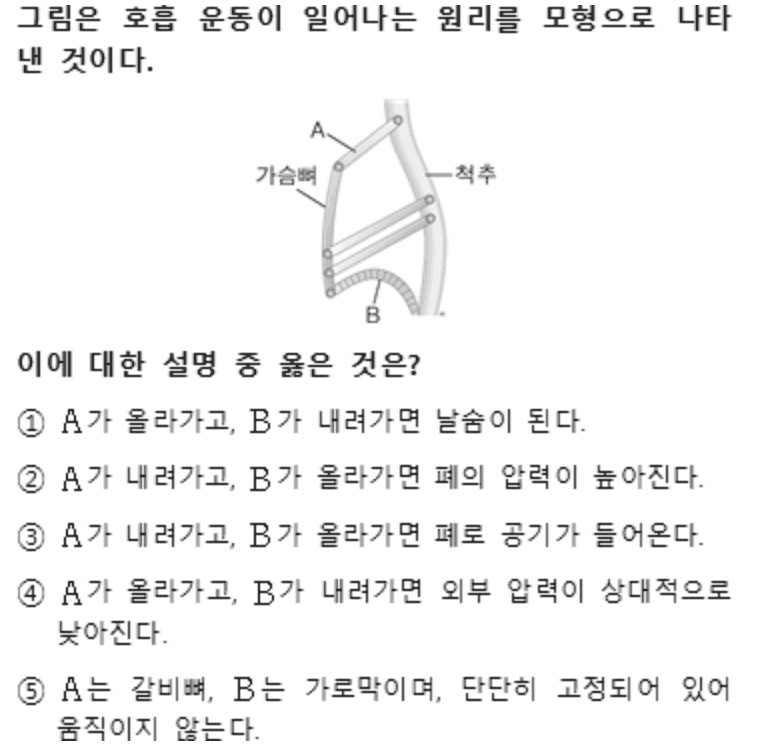 그림은 호흡 운동이 일어나는 원리를 모형으로 나타
낸 것이다.
A
가슴뼈
척추
B
이에 대한 설명 중 옳은 것은?
① A가 올라가고, B가 내려가면 날숨이 된다.
② A가 내려가고, B가 올라가면 폐의 압력이 높아진다.
③ A가 내려가고, B가 올라가면 폐로 공기가 들어온다.
④ A가 올라가고, B가 내려가면 외부 압력이 상대적으로
낮아진다.
⑤ A는 갈비뼈, B는 가로막이며, 단단히 고정되어 있어
움직이지 않는다.